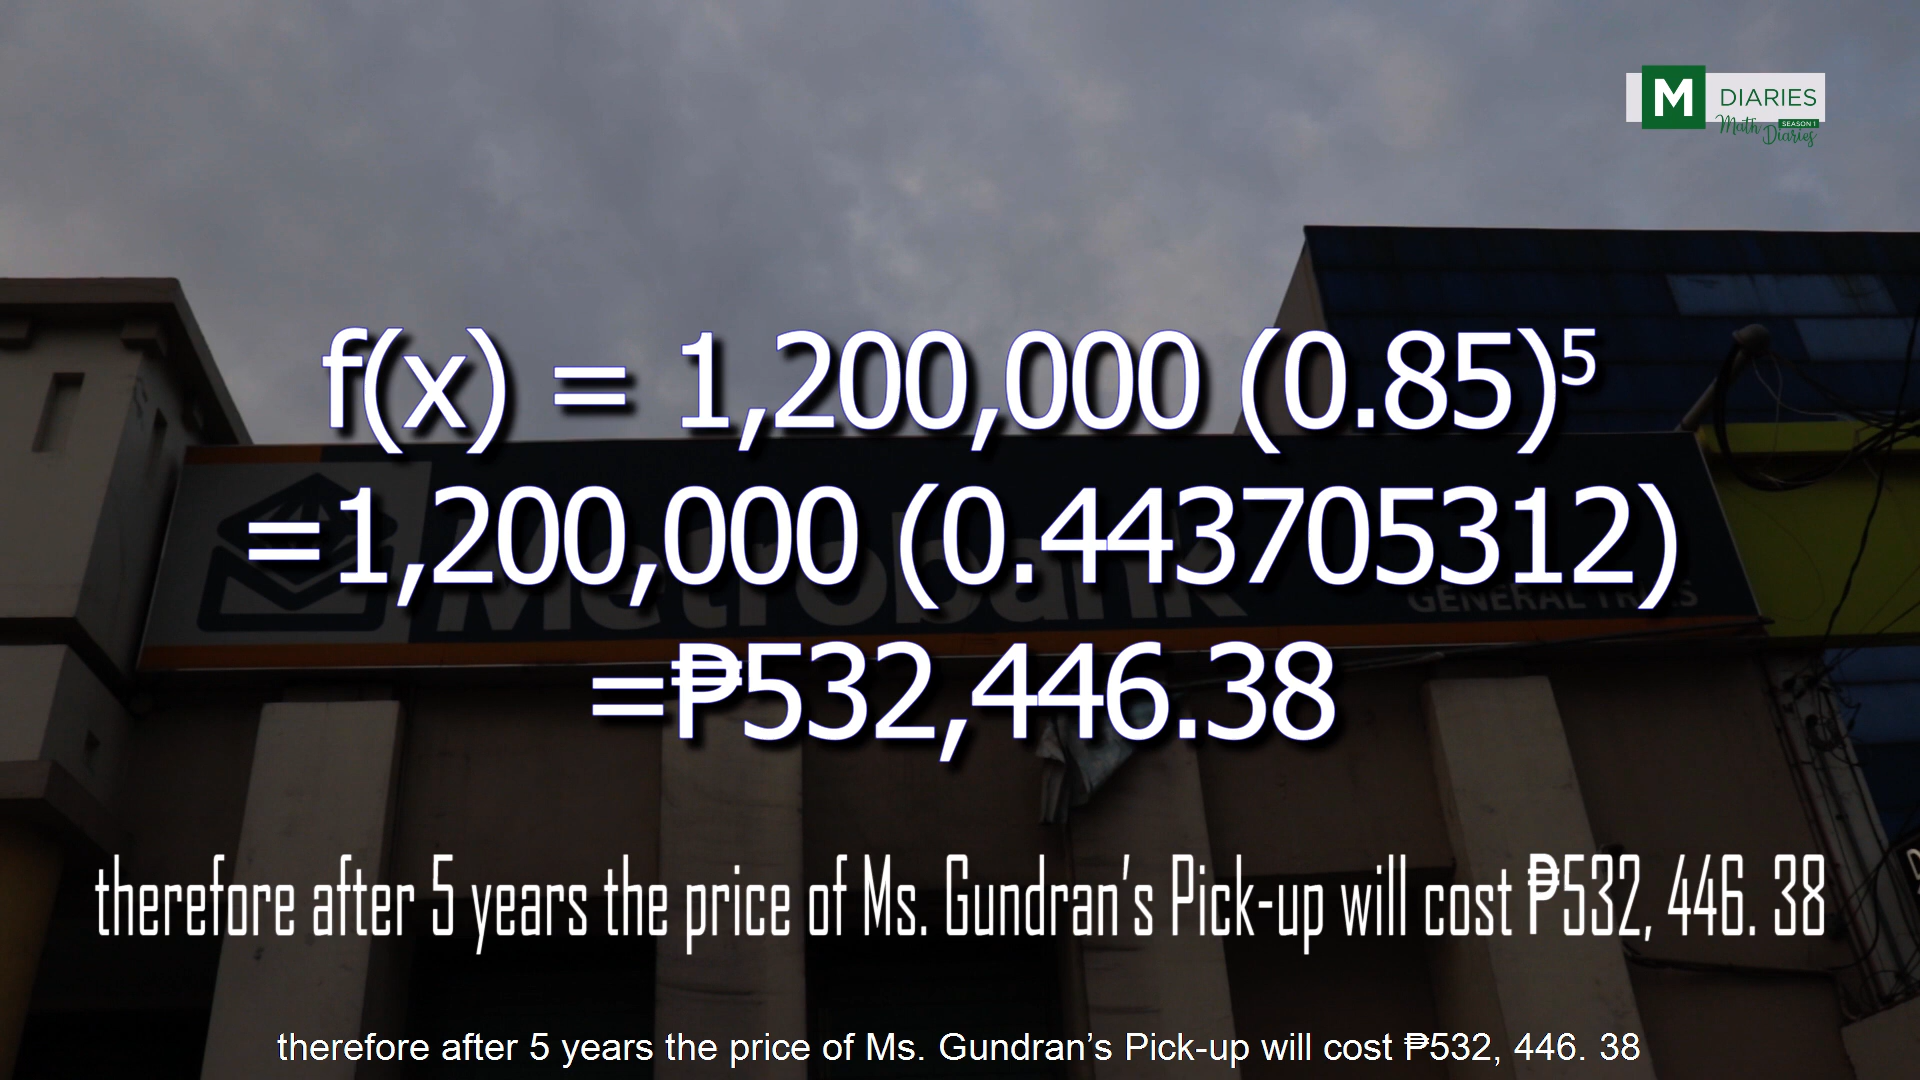 M DIARIES
Math Diaries
SEASON 1
f(x) = 1,200,000 (0.85)⁵
=1,200,000 (0.443705312)
Metrobank
GENERAL TRIAS
=₱532,446.38
therefore after 5 years the price of Ms. Gundran's Pick-up will cost ₱532, 446. 38
therefore after 5 years the price of Ms. Gundran’s Pick-up will cost ₱532, 446. 38